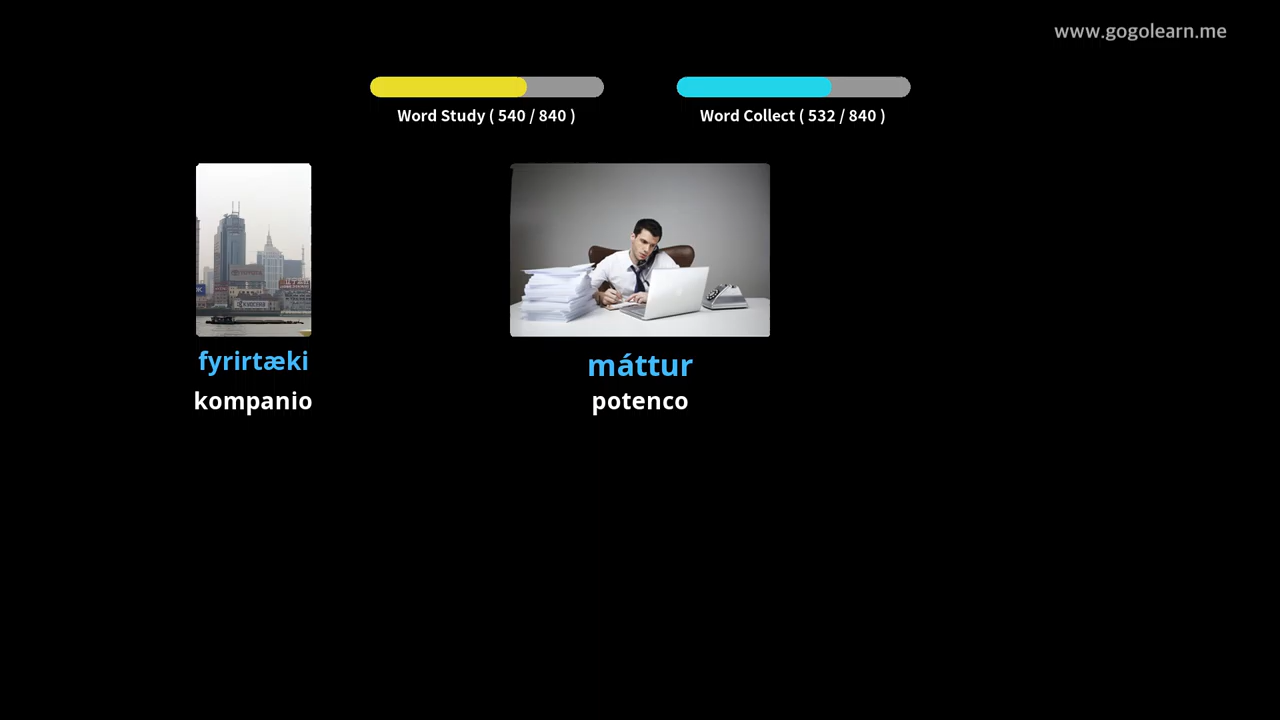 www.gogolearn.me
Word Study ( 540 / 840 )
Word Collect ( 532 / 840 )
fyrirtæki
kompanio
máttur
potenco